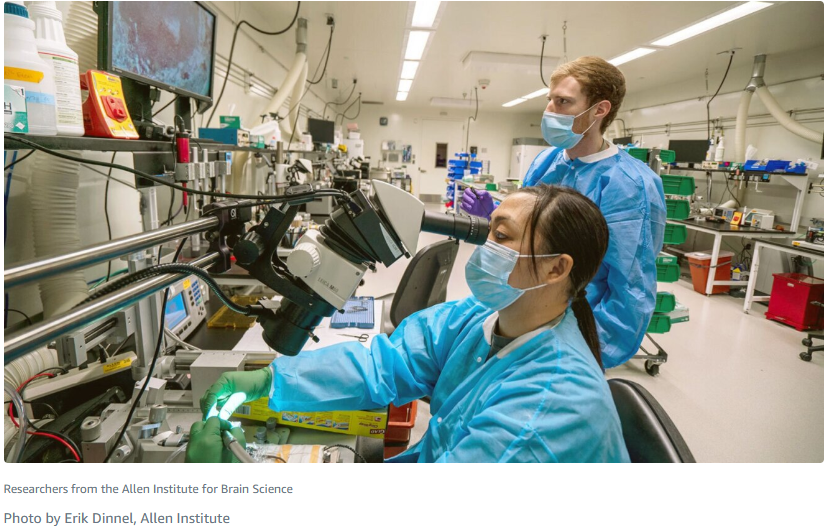 Researchers from the Allen Institute for Brain Science
Photo by Erik Dinnel, Allen Institute